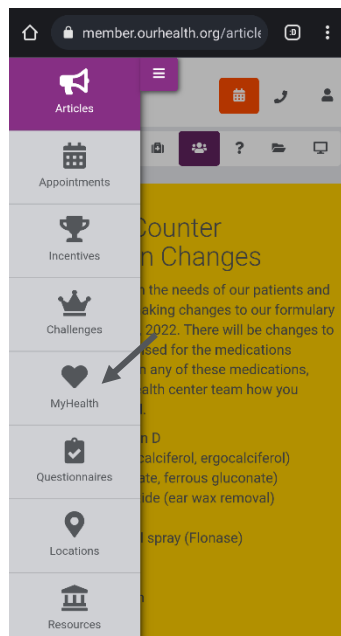 member.ourhealth.org/article
:D
Articles
Appointments
Incentives
Challenges
MyHealth
Questionnaires
Locations
Resources
?
Counter
n Changes
the needs of our patients and
aking changes to our formulary
, 2022. There will be changes to
sed for the medications
n any of these medications,
ealth center team how you
n D
calciferol, ergocalciferol)
ate, ferrous gluconate)
ide (ear wax removal)
l spray (Flonase)